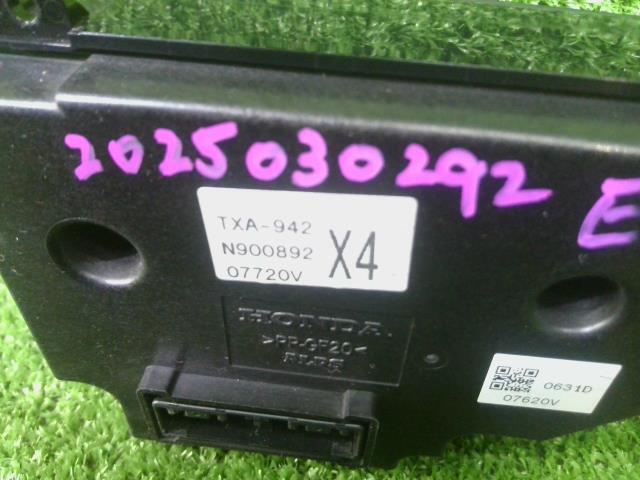 2025030292 E
TXA-942
N900892
07720V
X4
HONDA
>PP-GF20<
0631D
07620V